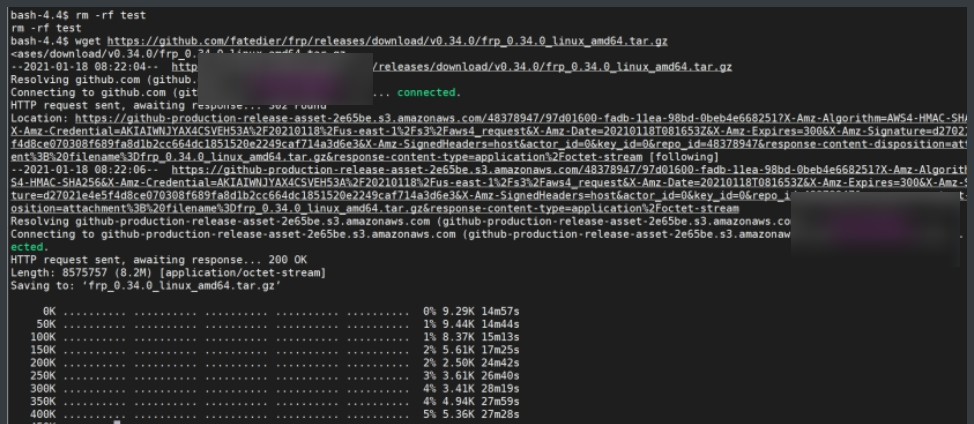 bash-4.4$ rm -rf test
rm -rf test
bash-4.4$ wget https://github.com/fatedier/frp/releases/download/v0.34.0/frp_0.34.0_linux_amd64.tar.gz
<ases/download/v0.34.0/frp_0.34.0_linux_amd64.tar.gz
--2021-01-18 08:22:04-- http /releases/download/v0.34.0/frp_0.34.0_linux_amd64.tar.gz
Resolving github.com (github.
Connecting to github.com (git ... connected.
HTTP request sent, awaiting response... 302 Found
Location: https://github-production-release-asset-2e65be.s3.amazonaws.com/48378947/97d01600-fadb-11ea-98bd-0beb4e668251?X-Amz-Algorithm=AWS4-HMAC-SHA
X-Amz-Credential=AKIAIWNJYAX4CSVEH53A%2F20210118%2Fus-east-1%2Fs3%2Faws4_request&X-Amz-Date=20210118T081653Z&X-Amz-Expires=300&X-Amz-Signature=d2702
f4d8ce070308f689fa8d1b2cc664dc1851520e2249caf714a3d6e3&X-Amz-SignedHeaders=host&actor_id=0&key_id=0&repo_id=48378947&response-content-disposition=att
ent%3B%20filename%3Dfrp_0.34.0_linux_amd64.tar.gz&response-content-type=application%2Foctet-stream [following]
--2021-01-18 08:22:06-- https://github-production-release-asset-2e65be.s3.amazonaws.com/48378947/97d01600-fadb-11ea-98bd-0beb4e668251?X-Amz-Algorith
S4-HMAC-SHA256&X-Amz-Credential=AKIAIWNJYAX4CSVEH53A%2F20210118%2Fus-east-1%2Fs3%2Faws4_request&X-Amz-Date=20210118T081653Z&X-Amz-Expires=300&X-Amz-S
ture=d27021e4e5f4d8ce070308f689fa8d1b2cc664dc1851520e2249caf714a3d6e3&X-Amz-SignedHeaders=host&actor_id=0&key_id=0&repo_i
osition=attachment%3B%20filename%3Dfrp_0.34.0_linux_amd64.tar.gz&response-content-type=application%2Foctet-stream
Resolving github-production-release-asset-2e65be.s3.amazonaws.com (github-production-release-asset-2e65be.s3.amazonaws.co
Connecting to github-production-release-asset-2e65be.s3.amazonaws.com (github-production-release-asset-2e65be.s3.amazonaw .
ected.
HTTP request sent, awaiting response... 200 OK
Length: 8575757 (8.2M) [application/octet-stream]
Saving to: ‘frp_0.34.0_linux_amd64.tar.gz’
0K .......... .......... .......... .......... .......... 0% 9.29K 14m57s
50K .......... .......... .......... .......... .......... 1% 9.44K 14m44s
100K .......... .......... .......... .......... .......... 1% 8.37K 15m13s
150K .......... .......... .......... .......... .......... 2% 5.61K 17m25s
200K .......... .......... .......... .......... .......... 2% 2.50K 24m42s
250K .......... .......... .......... .......... .......... 3% 3.61K 26m40s
300K .......... .......... .......... .......... .......... 4% 3.41K 28m19s
350K .......... .......... .......... .......... .......... 4% 4.94K 27m59s
400K .......... .......... .......... .......... .......... 5% 5.36K 27m28s